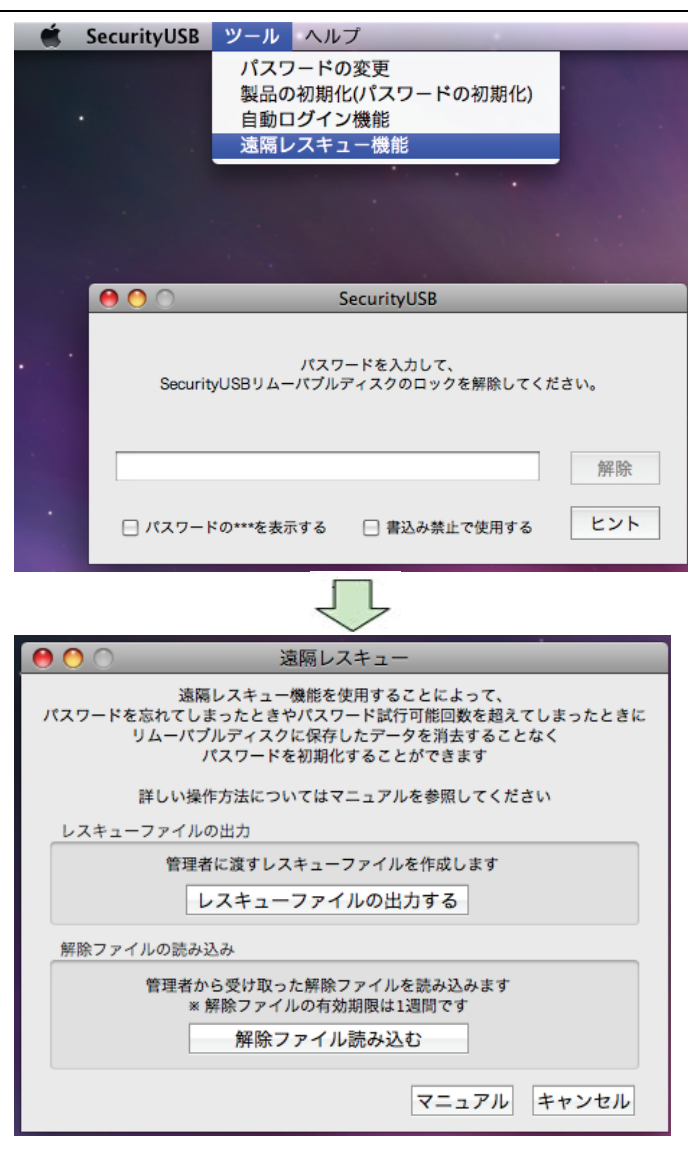 SecurityUSB ツール ヘルプ
パスワードの変更
製品の初期化(パスワードの初期化)
自動ログイン機能
遠隔レスキュー機能
SecurityUSB
パスワードを入力して、
SecurityUSBリムーバブルディスクのロックを解除してください。
解除
パスワードの***を表示する 書込み禁止で使用する ヒント
遠隔レスキュー
遠隔レスキュー機能を使用することによって、
パスワードを忘れてしまったときやパスワード試行可能回数を超えてしまったときに
リムーバブルディスクに保存したデータを消去することなく
パスワードを初期化することができます
詳しい操作方法についてはマニュアルを参照してください
レスキューファイルの出力
管理者に渡すレスキューファイルを作成します
レスキューファイルの出力する
解除ファイルの読み込み
管理者から受け取った解除ファイルを読み込みます
※ 解除ファイルの有効期限は1週間です
解除ファイル読み込む
マニュアル キャンセル